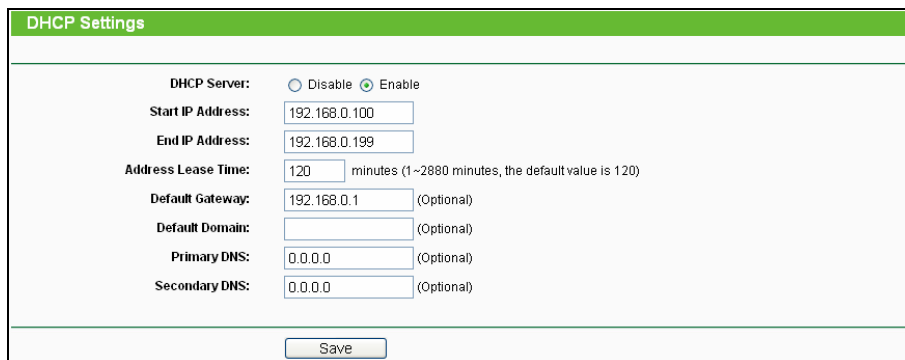 DHCP Settings
DHCP Server: Disable Enable
Start IP Address: 192.168.0.100
End IP Address: 192.168.0.199
Address Lease Time: 120 minutes (1~2880 minutes, the default value is 120)
Default Gateway: 192.168.0.1 (Optional)
Default Domain: (Optional)
Primary DNS: 0.0.0.0 (Optional)
Secondary DNS: 0.0.0.0 (Optional)
Save